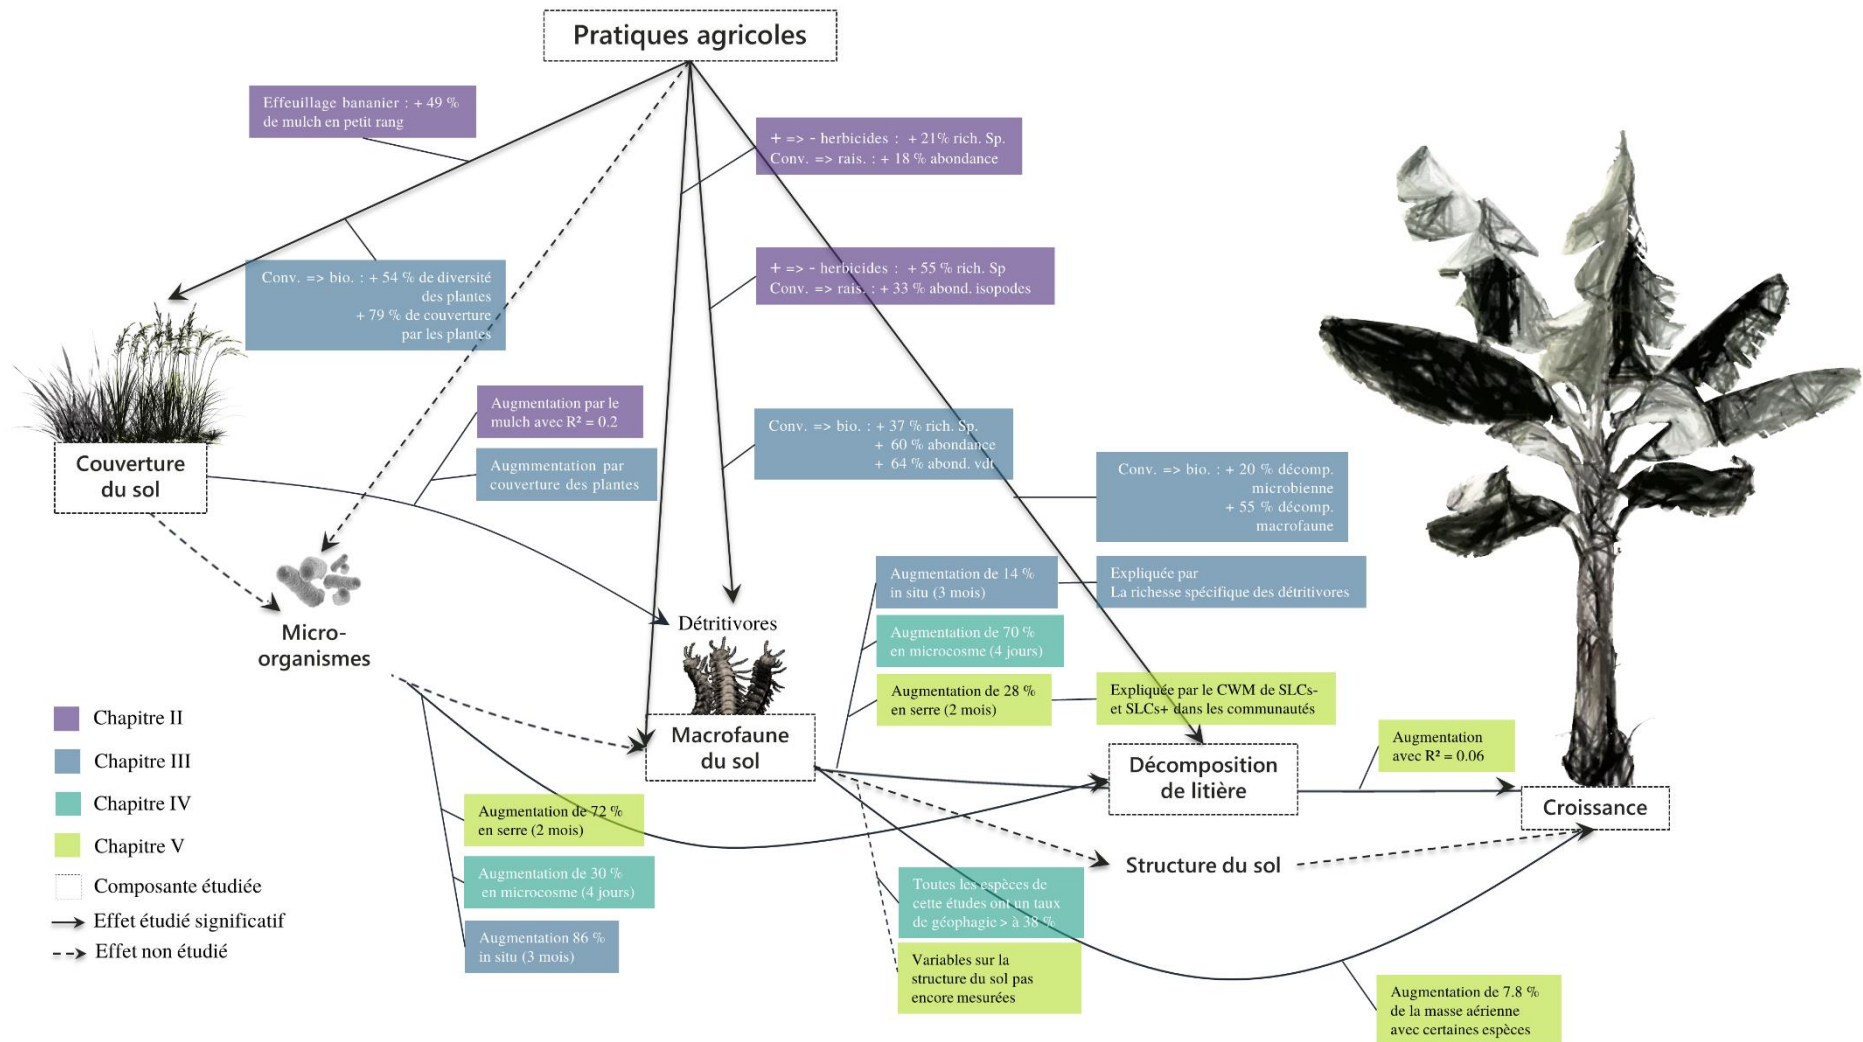 Pratiques agricoles
Effeuillage bananier : + 49 %
de mulch en petit rang
+ => - herbicides : + 21% rich. Sp.
Conv. => rais. : + 18 % abondance
Conv. => bio. : + 54 % de diversité
des plantes
+ 79 % de couverture
par les plantes
+ => - herbicides : + 55 % rich. Sp
Conv. => rais. : + 33 % abond. isopodes
Augmentation par le
mulch avec R² = 0.2
Augmmentation par
couverture des plantes
Conv. => bio. : + 37 % rich. Sp.
+ 60 % abondance
+ 64 % abond. vdt
Conv. => bio. : + 20 % décomp.
microbienne
+ 55 % décomp.
macrofaune
Couverture
du sol
Augmentation de 14 %
in situ (3 mois)
Expliquée par
La richesse spécifique des détritivores
Micro-
organismes
Détritivores
Augmentation de 70 %
en microcosme (4 jours)
Augmentation de 28 %
en serre (2 mois)
Expliquée par le CWM de SLCs-
et SLCs+ dans les communautés
Macrofaune
du sol
Décomposition
de litière
Augmentation
avec R² = 0.06
Croissance
Structure du sol
Chapitre II
Chapitre III
Chapitre IV
Chapitre V
Composante étudiée
Effet étudié significatif
Effet non étudié
Augmentation de 72 %
en serre (2 mois)
Augmentation de 30 %
en microcosme (4 jours)
Augmentation 86 %
in situ (3 mois)
Toutes les espèces de
cette études ont un taux
de géophagie > à 38 %
Variables sur la
structure du sol pas
encore mesurées
Augmentation de 7.8 %
de la masse aérienne
avec certaines espèces